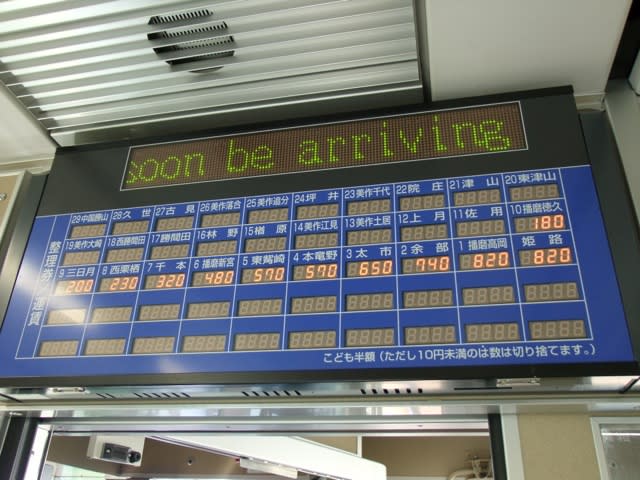 soon be arriving
整理券 運賃
29中国勝山 28久世 27古見 26美作落合 25美作追分 24坪井 23美作千代 22院庄 21津山 20東津山
19美作大崎 18西勝間田 17勝間田 16林野 15楢原 14美作江見 13美作土居 12上月 11佐用 10播磨徳久
180
9三日月 8西栗栖 7千本 6播磨新宮 5東觜崎 4本竜野 3太市 2余部 1播磨高岡 姫路
200 230 320 480 570 570 650 740 820 820
こども半額(ただし10円未満のは数は切り捨てます。)